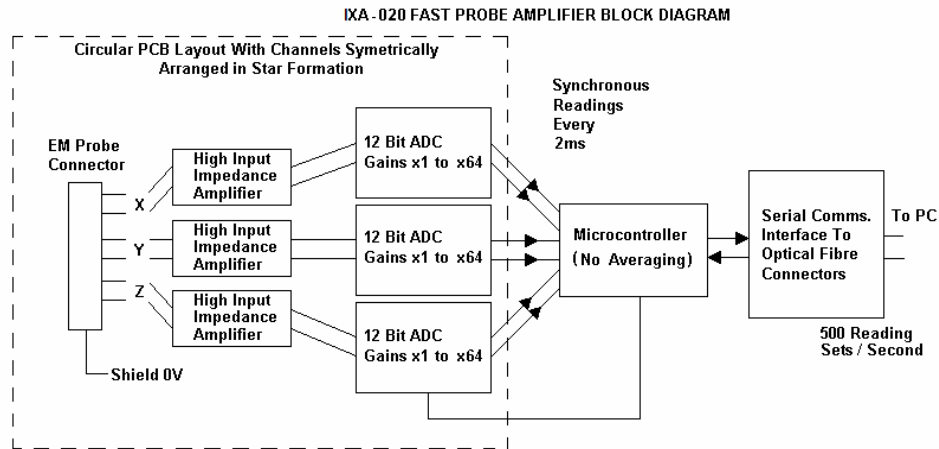 IXA-020 FAST PROBE AMPLIFIER BLOCK DIAGRAM
Circular PCB Layout With Channels Symetrically
Arranged in Star Formation
EM Probe
Connector
X
Y
Z
Shield 0V
High Input
Impedance
Amplifier
High Input
Impedance
Amplifier
High Input
Impedance
Amplifier
12 Bit ADC
Gains x1 to x64
12 Bit ADC
Gains x1 to x64
12 Bit ADC
Gains x1 to x64
Synchronous
Readings
Every
2ms
Microcontroller
(No Averaging)
Serial Comms.
Interface To
Optical Fibre
Connectors
To PC
500 Reading
Sets / Second